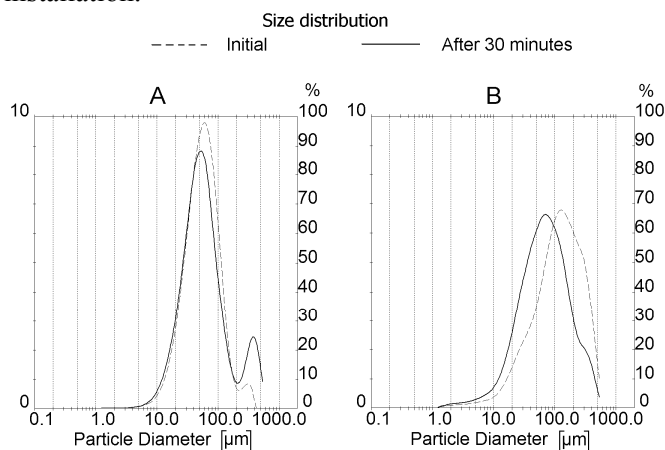 installation.
Size distribution
Initial After 30 minutes
A % B %
10 100 10 100
90 90
80 80
70 70
60 60
50 50
40 40
30 30
20 20
10 10
0 0 0 0
0.1 1.0 10.0 100.0 1000.0 0.1 1.0 10.0 100.0 1000.0
Particle Diameter [µm] Particle Diameter [µm]